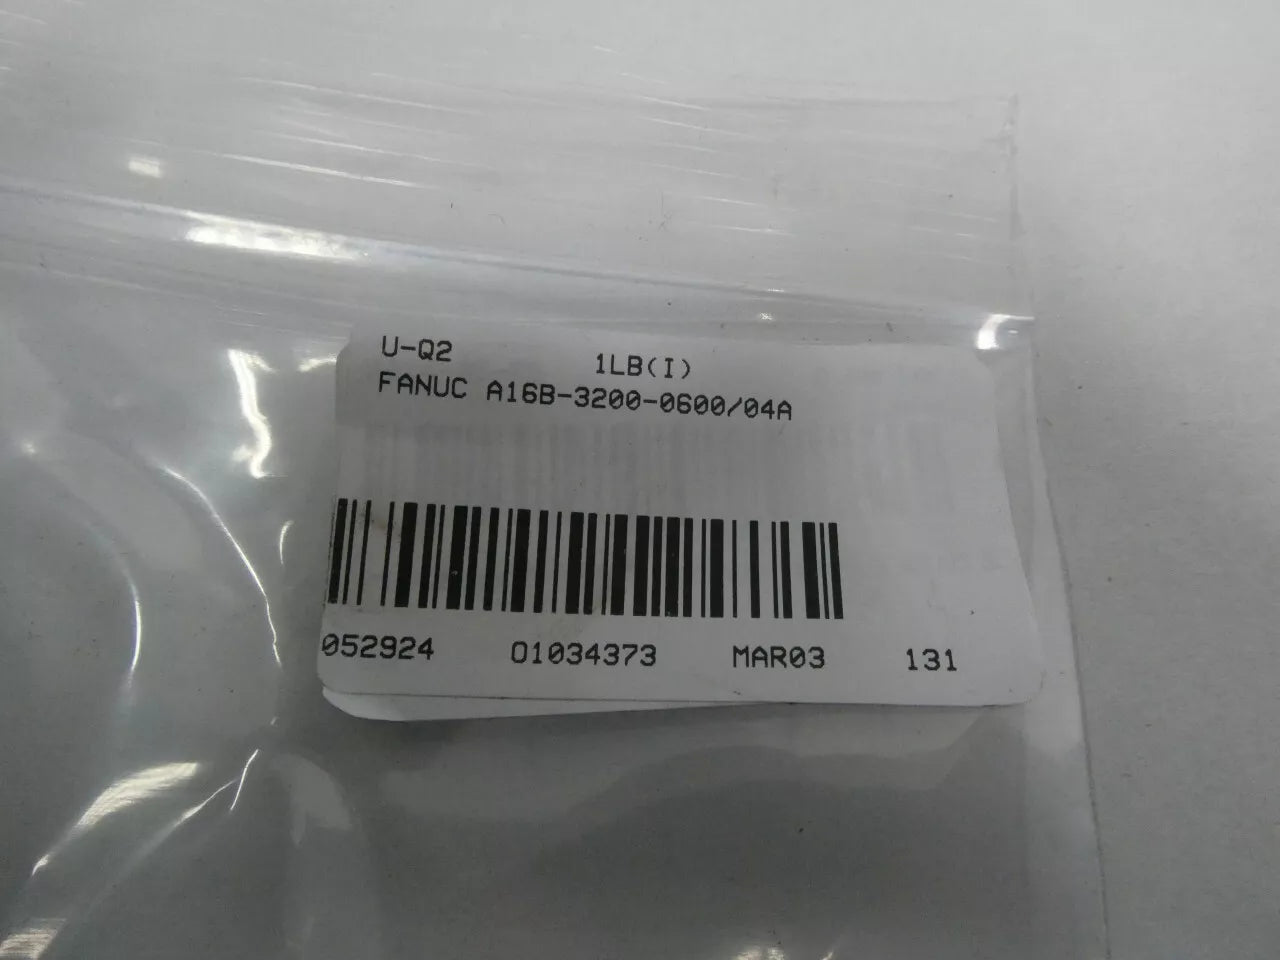 U-Q2 1LB(I)
FANUC A16B-3200-0600/04A
052924 01034373 MAR03 131